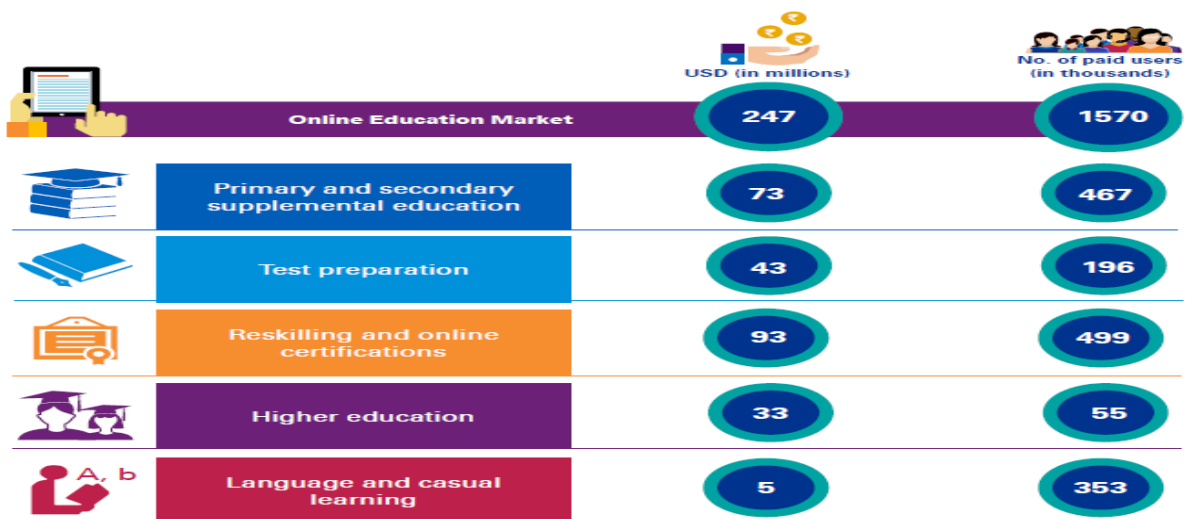 USD (in millions)
No. of paid users
(in thousands)
Online Education Market
247
1570
Primary and secondary
supplemental education
73
467
Test preparation
43
196
Reskilling and online
certifications
93
499
Higher education
33
55
A, b
Language and casual
learning
5
353